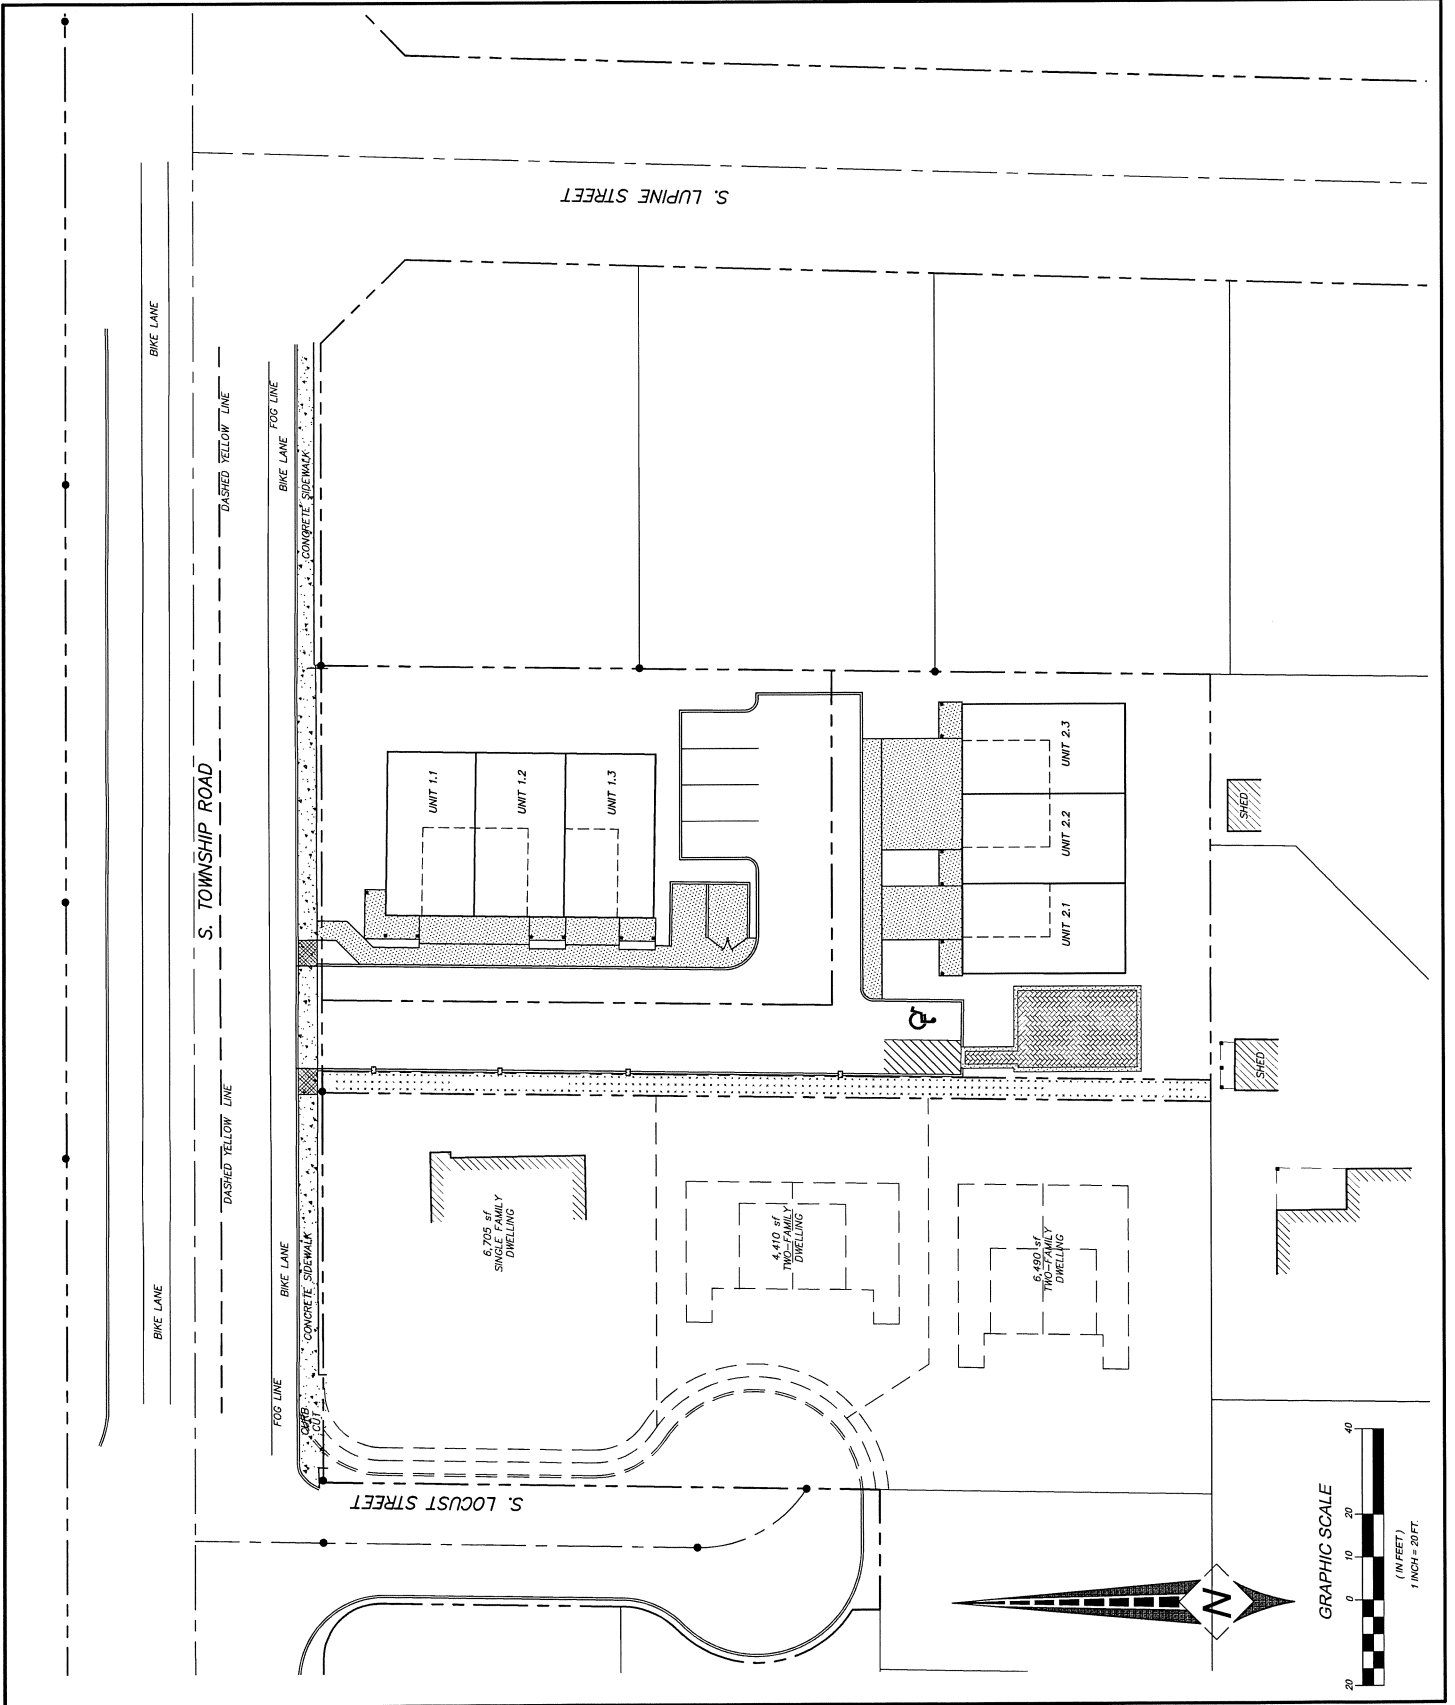 S. LUPINE STREET
BIKE LANE
DASHED YELLOW LINE
FOG LINE
BIKE LANE
CONCRETE SIDEWALK
S. TOWNSHIP ROAD
UNIT 1.1
UNIT 1.2
UNIT 1.3
UNIT 2.3
UNIT 2.2
UNIT 2.1
SHED
SHED
DASHED YELLOW LINE
BIKE LANE
BIKE LANE
CONCRETE SIDEWALK
FOG LINE
CURB
CUT
6,705 sf
SINGLE FAMILY
DWELLING
4,410 sf
TWO-FAMILY
DWELLING
6,490 sf
TWO-FAMILY
DWELLING
S. LOCUST STREET
N
GRAPHIC SCALE
20 0 10 20 40
( IN FEET )
1 INCH = 20 FT.